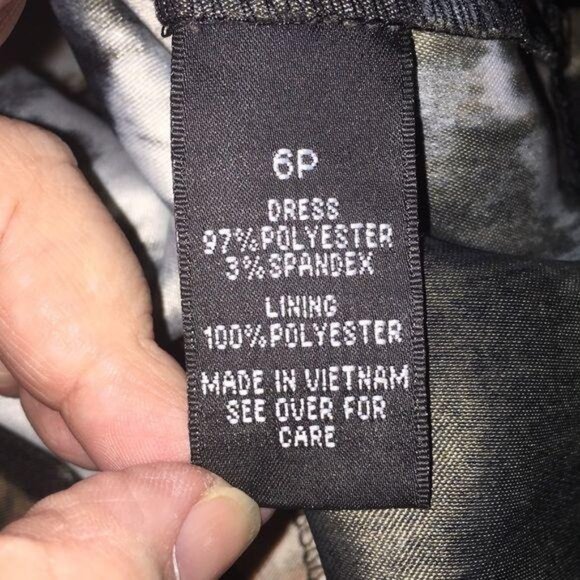 6P
DRESS
97%POLYESTER
3%SPANDEX
LINING
100%POLYESTER
MADE IN VIETNAM
SEE OVER FOR
CARE